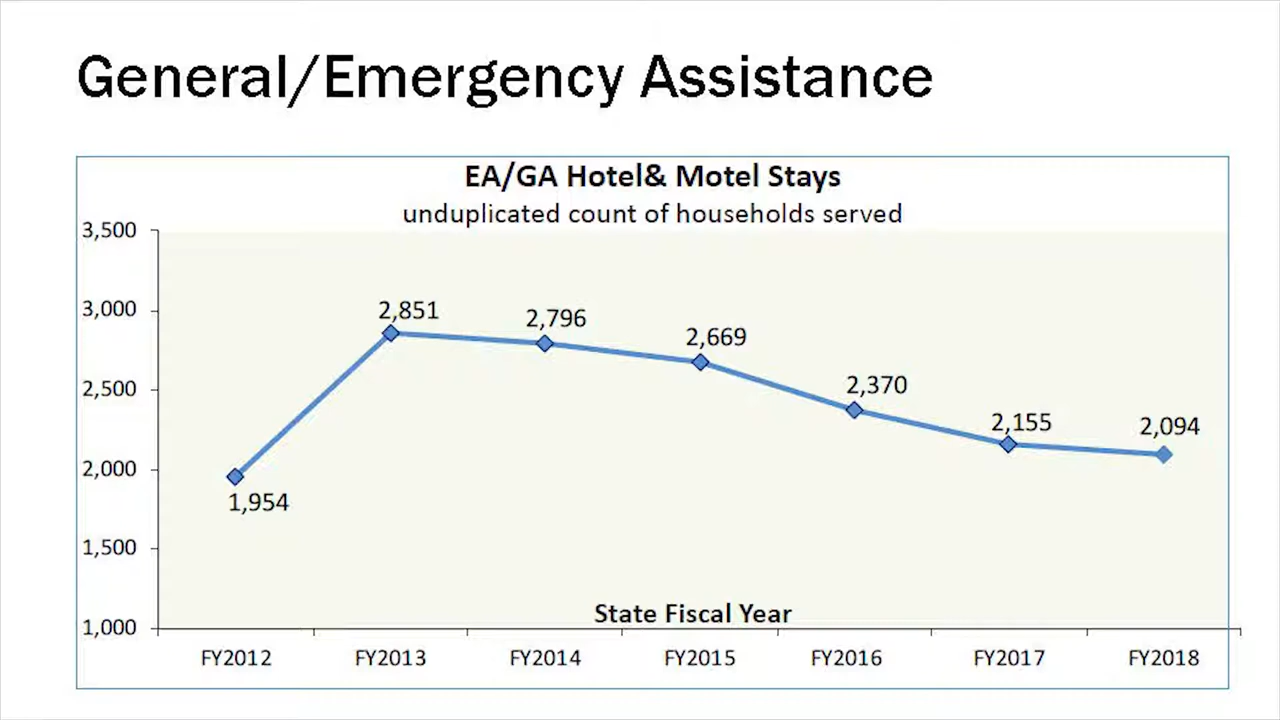 General/Emergency Assistance
EA/GA Hotel& Motel Stays
unduplicated count of households served
3,500
3,000
2,500
2,000
1,500
1,000
1,954
2,851
2,796
2,669
2,370
2,155
2,094
State Fiscal Year
FY2012 FY2013 FY2014 FY2015 FY2016 FY2017 FY2018